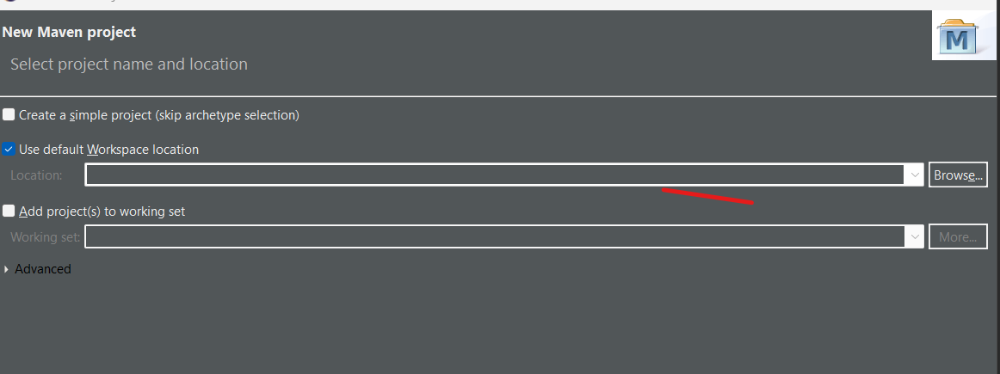 New Maven project
M
Select project name and location
Create a simple project (skip archetype selection)
Use default Workspace location
Location:
Browse...
Add project(s) to working set
Working set:
More...
Advanced